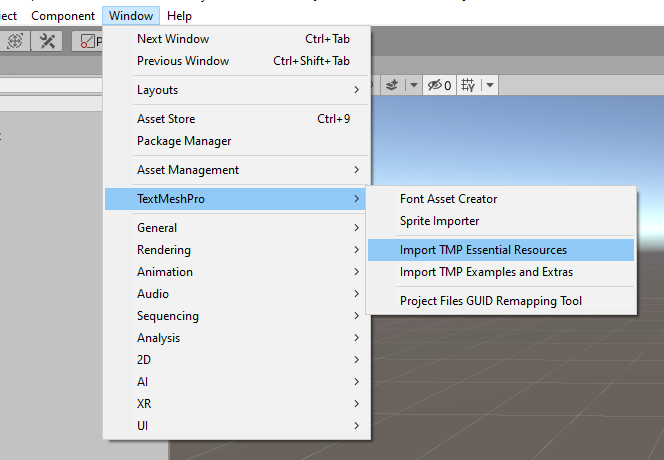 Component Window Help
Next Window Ctrl+Tab
Previous Window Ctrl+Shift+Tab
Layouts
0
Asset Store Ctrl+9
Package Manager
Asset Management
TextMeshPro
Font Asset Creator
Sprite Importer
General
Rendering
Import TMP Essential Resources
Animation
Import TMP Examples and Extras
Audio
Project Files GUID Remapping Tool
Sequencing
Analysis
2D
AI
XR
UI